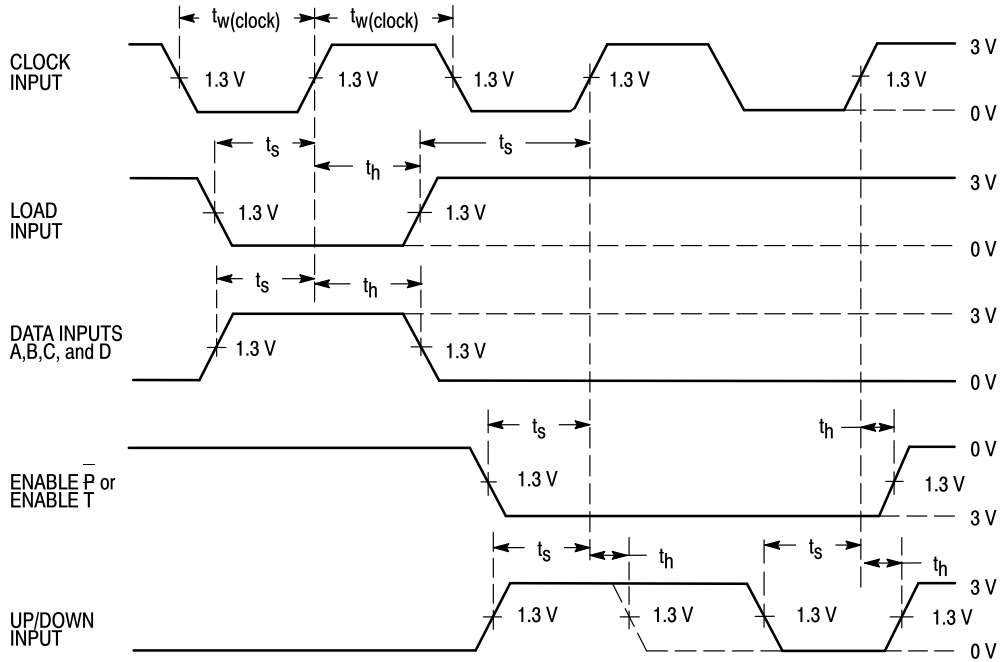 tw(clock) tw(clock)
CLOCK
INPUT
1.3 V 1.3 V 1.3 V 1.3 V 1.3 V
3 V
0 V
ts th ts
LOAD
INPUT
1.3 V 1.3 V
3 V
0 V
ts th
DATA INPUTS
A,B,C, and D
1.3 V 1.3 V
3 V
0 V
ts th
ENABLE P̅ or
ENABLE T̅
1.3 V 1.3 V
0 V
3 V
ts th ts th
UP/DOWN
INPUT
1.3 V 1.3 V 1.3 V 1.3 V
3 V
0 V